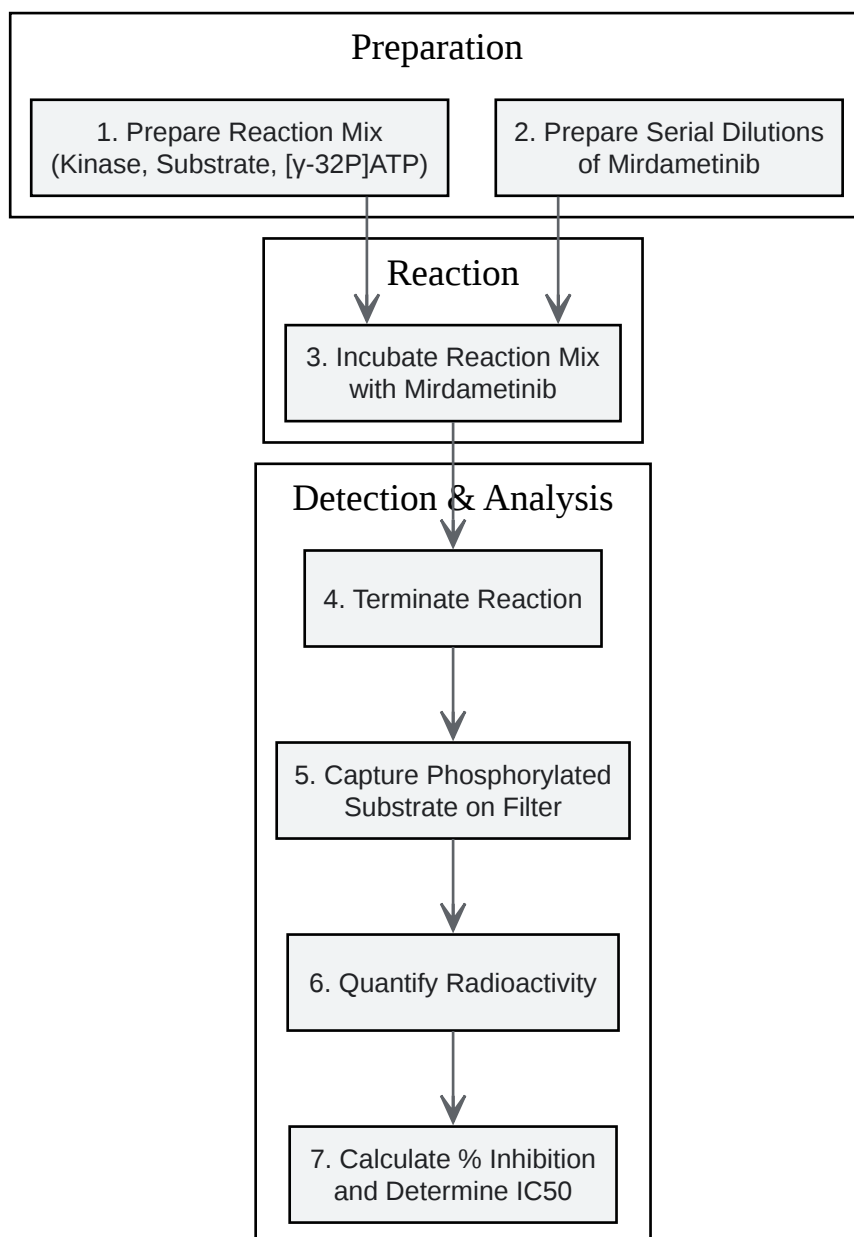 Preparation
1. Prepare Reaction Mix
(Kinase, Substrate, [γ-32P]ATP)
2. Prepare Serial Dilutions
of Mirdametinib
Reaction
3. Incubate Reaction Mix
with Mirdametinib
Detection & Analysis
4. Terminate Reaction
5. Capture Phosphorylated
Substrate on Filter
6. Quantify Radioactivity
7. Calculate % Inhibition
and Determine IC50